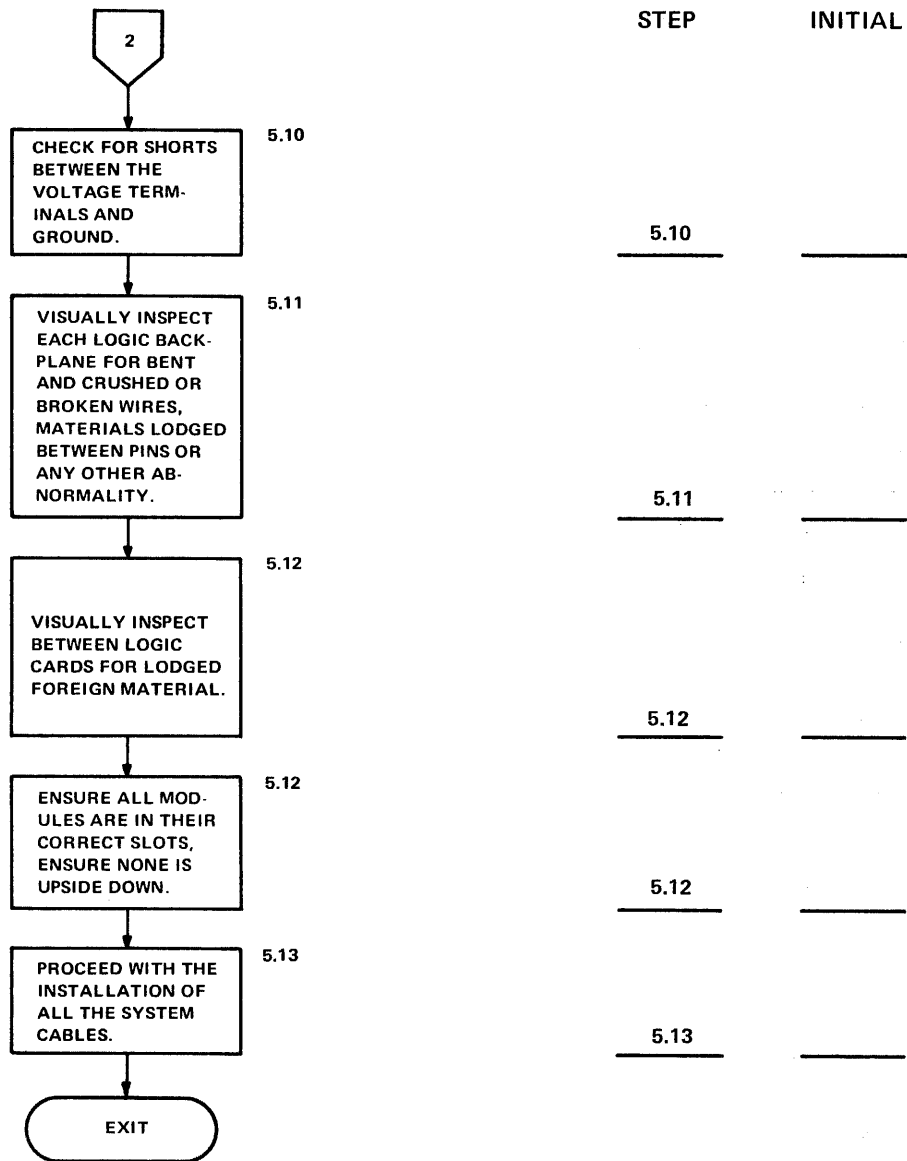 STEP INITIAL
2
5.10
CHECK FOR SHORTS
BETWEEN THE
VOLTAGE TERM-
INALS AND
GROUND.
5.10
5.11
VISUALLY INSPECT
EACH LOGIC BACK-
PLANE FOR BENT
AND CRUSHED OR
BROKEN WIRES,
MATERIALS LODGED
BETWEEN PINS OR
ANY OTHER AB-
NORMALITY.
5.11
5.12
VISUALLY INSPECT
BETWEEN LOGIC
CARDS FOR LODGED
FOREIGN MATERIAL.
5.12
5.12
ENSURE ALL MOD-
ULES ARE IN THEIR
CORRECT SLOTS,
ENSURE NONE IS
UPSIDE DOWN.
5.12
5.13
PROCEED WITH THE
INSTALLATION OF
ALL THE SYSTEM
CABLES.
5.13
EXIT